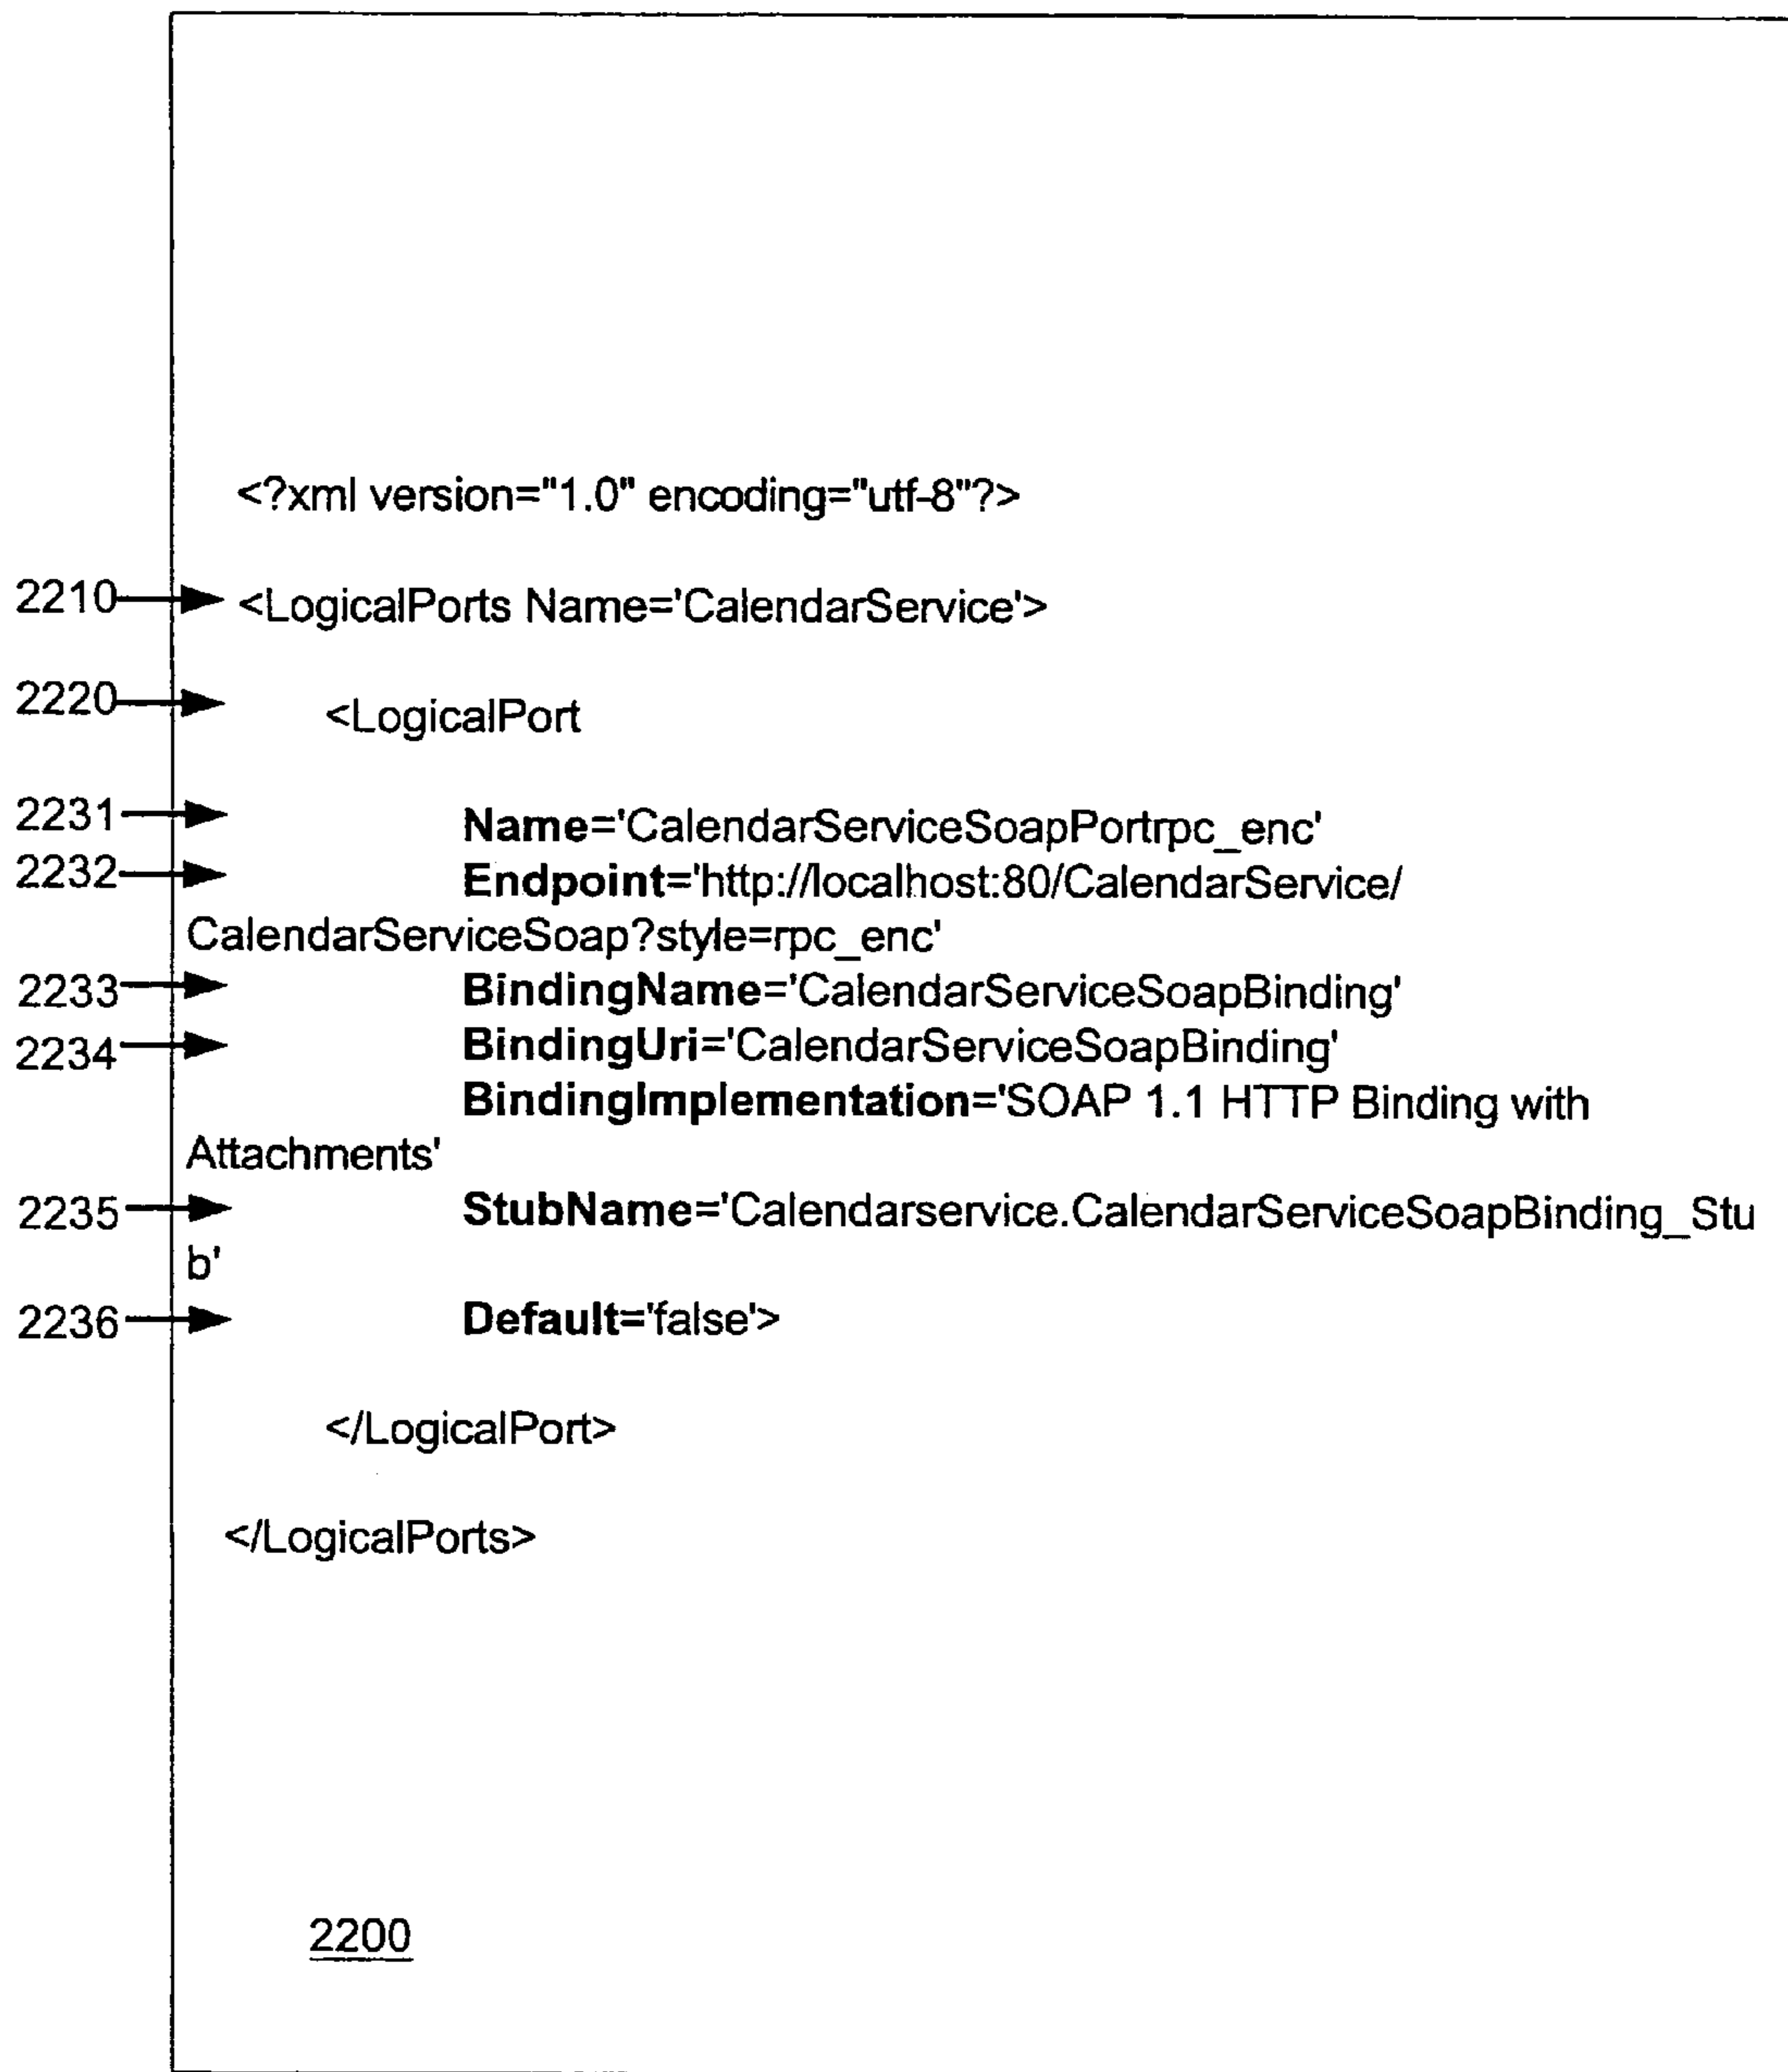 <?xml version="1.0" encoding="utf-8"?>
2210 <LogicalPorts Name='CalendarService'>
2220 <LogicalPort
2231 Name='CalendarServiceSoapPortrpc_enc'
2232 Endpoint='http://localhost:80/CalendarService/
CalendarServiceSoap?style=rpc_enc'
2233 BindingName='CalendarServiceSoapBinding'
2234 BindingUri='CalendarServiceSoapBinding'
BindingImplementation='SOAP 1.1 HTTP Binding with
Attachments'
2235 StubName='Calendarservice.CalendarServiceSoapBinding_Stu
b'
2236 Default='false'>
</LogicalPort>
</LogicalPorts>
2200